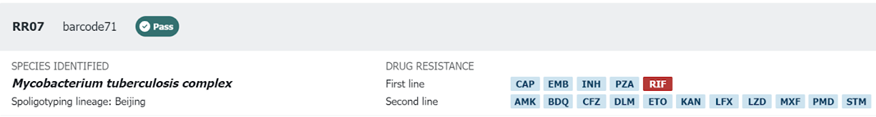 RR07 barcode71 Pass
SPECIES IDENTIFIED DRUG RESISTANCE
Mycobacterium tuberculosis complex First line CAP EMB INH PZA RIF
Spoligotyping lineage: Beijing Second line AMK BDQ CFZ DLM ETO KAN LFX LZD MXF PMD STM